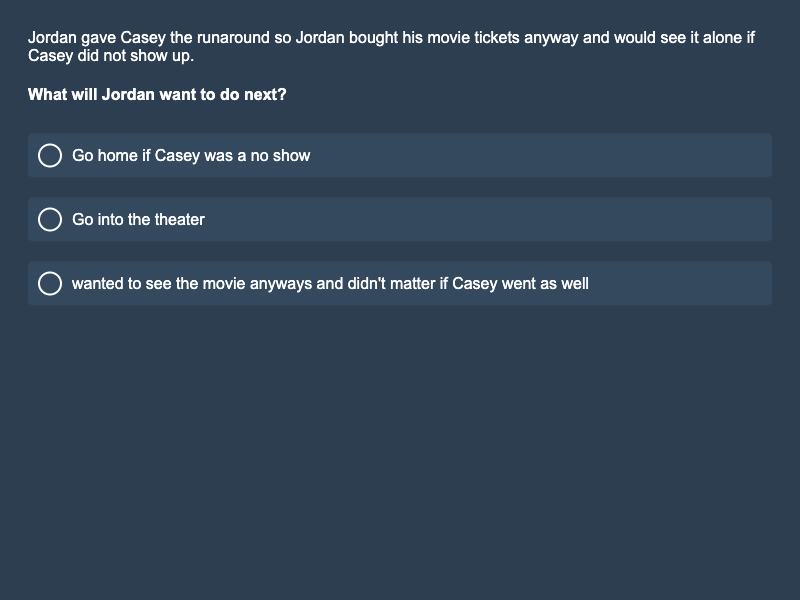 Jordan gave Casey the runaround so Jordan bought his movie tickets anyway and would see it alone if
Casey did not show up.
What will Jordan want to do next?
Go home if Casey was a no show
Go into the theater
wanted to see the movie anyways and didn't matter if Casey went as well